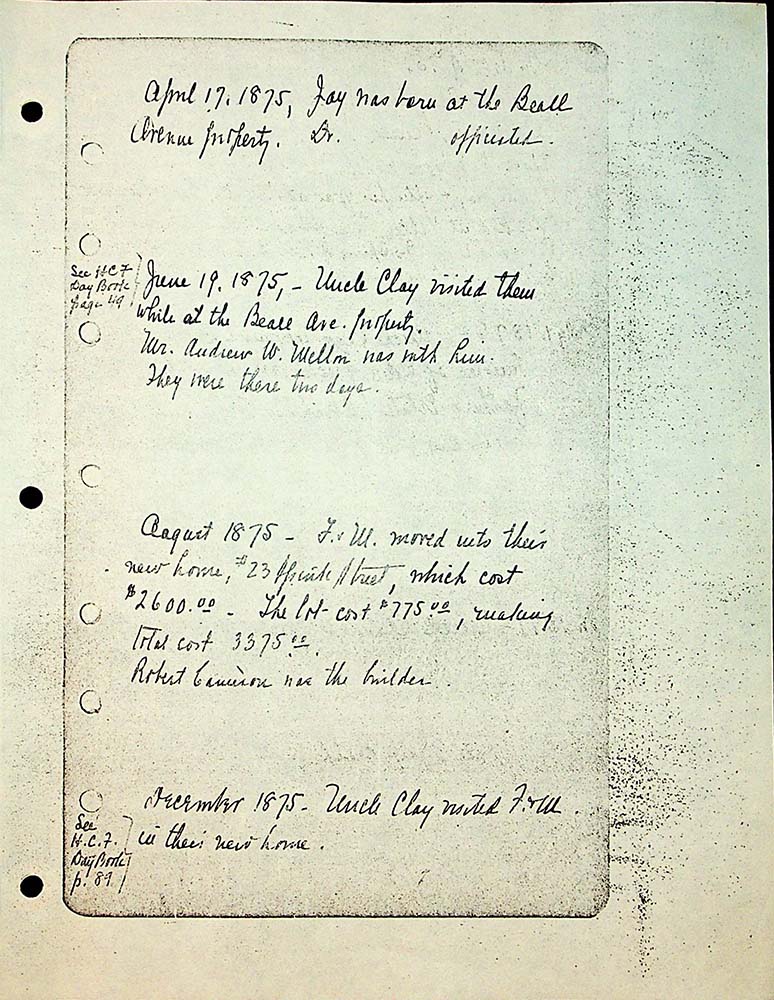 April 17, 1875, Jay was born at the Beall
Avenue property. Dr. officiated.
See H.C.F.
Day Book
page 49
June 19, 1875, - Uncle Clay visited them
while at the Beall Ave. property.
Mr. Andrew W. Mellon was with him.
They were there two days.
August 1875 - F. & M. moved into their
new home, #23 Street, which cost
$2600.00 - The lot cost $775.00, making
Total cost 3375.00.
Robert Cameron was the builder.
December 1875 - Uncle Clay visited F. & M.
in their new home.
See
H.C.F.
Day Book
p. 89